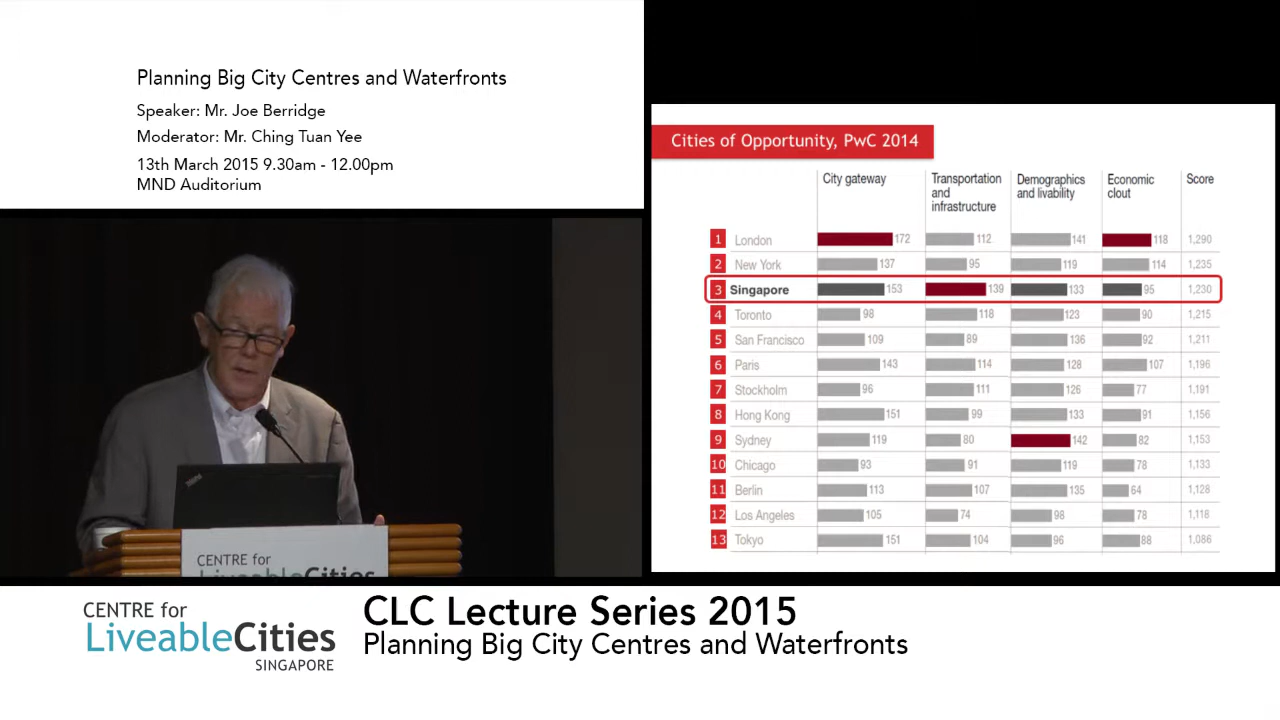 Planning Big City Centres and Waterfronts
Speaker: Mr. Joe Berridge
Moderator: Mr. Ching Tuan Yee
13th March 2015 9.30am - 12.00pm
MND Auditorium
Cities of Opportunity, PwC 2014
City gateway
Transportation
and
infrastructure
Demographics
and livability
Economic
clout
Score
1 London 172 112 141 118 1,290
2 New York 137 95 119 114 1,235
3 Singapore 153 139 133 95 1,230
4 Toronto 98 118 123 90 1,215
5 San Francisco 109 89 136 92 1,211
6 Paris 143 114 128 107 1,196
7 Stockholm 96 111 126 77 1,191
8 Hong Kong 151 99 133 91 1,156
9 Sydney 119 80 142 82 1,153
10 Chicago 93 91 119 78 1,133
11 Berlin 113 107 135 64 1,128
12 Los Angeles 105 74 98 78 1,118
13 Tokyo 151 104 96 88 1,086
ThinkPad
CENTRE for
LiveableCities
CENTRE for
LiveableCities
SINGAPORE
CLC Lecture Series 2015
Planning Big City Centres and Waterfronts